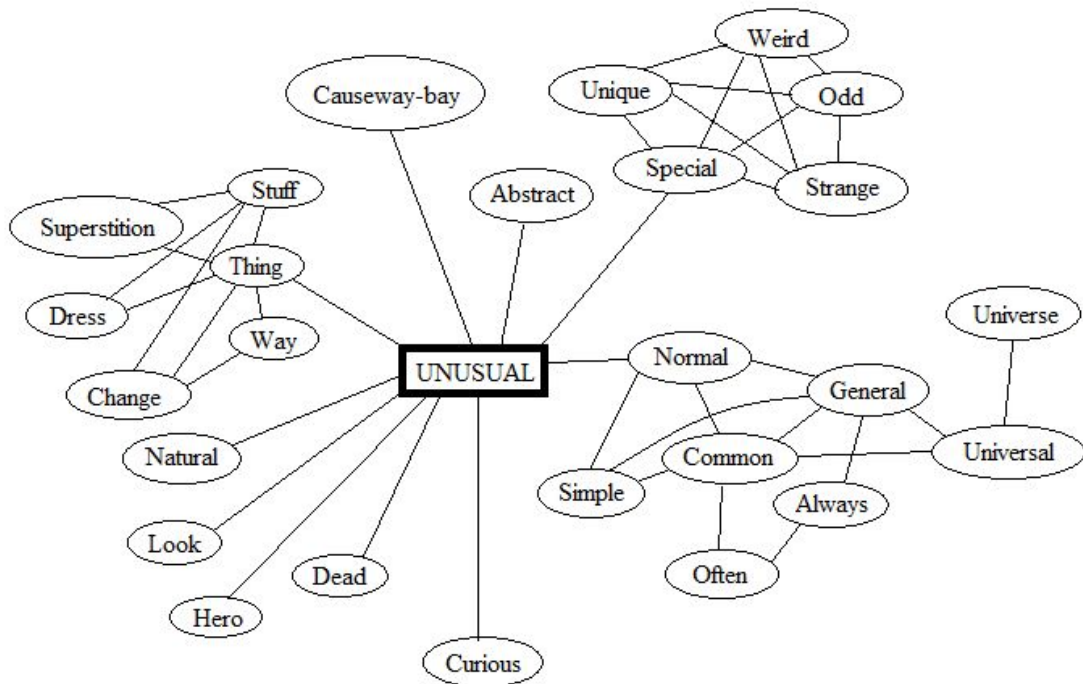 Weird
Causeway-bay
Unique
Odd
Special
Strange
Stuff
Abstract
Superstition
Thing
Dress
Way
Universe
Normal
UNUSUAL
Change
General
Natural
Common
Universal
Simple
Always
Look
Dead
Often
Hero
Curious